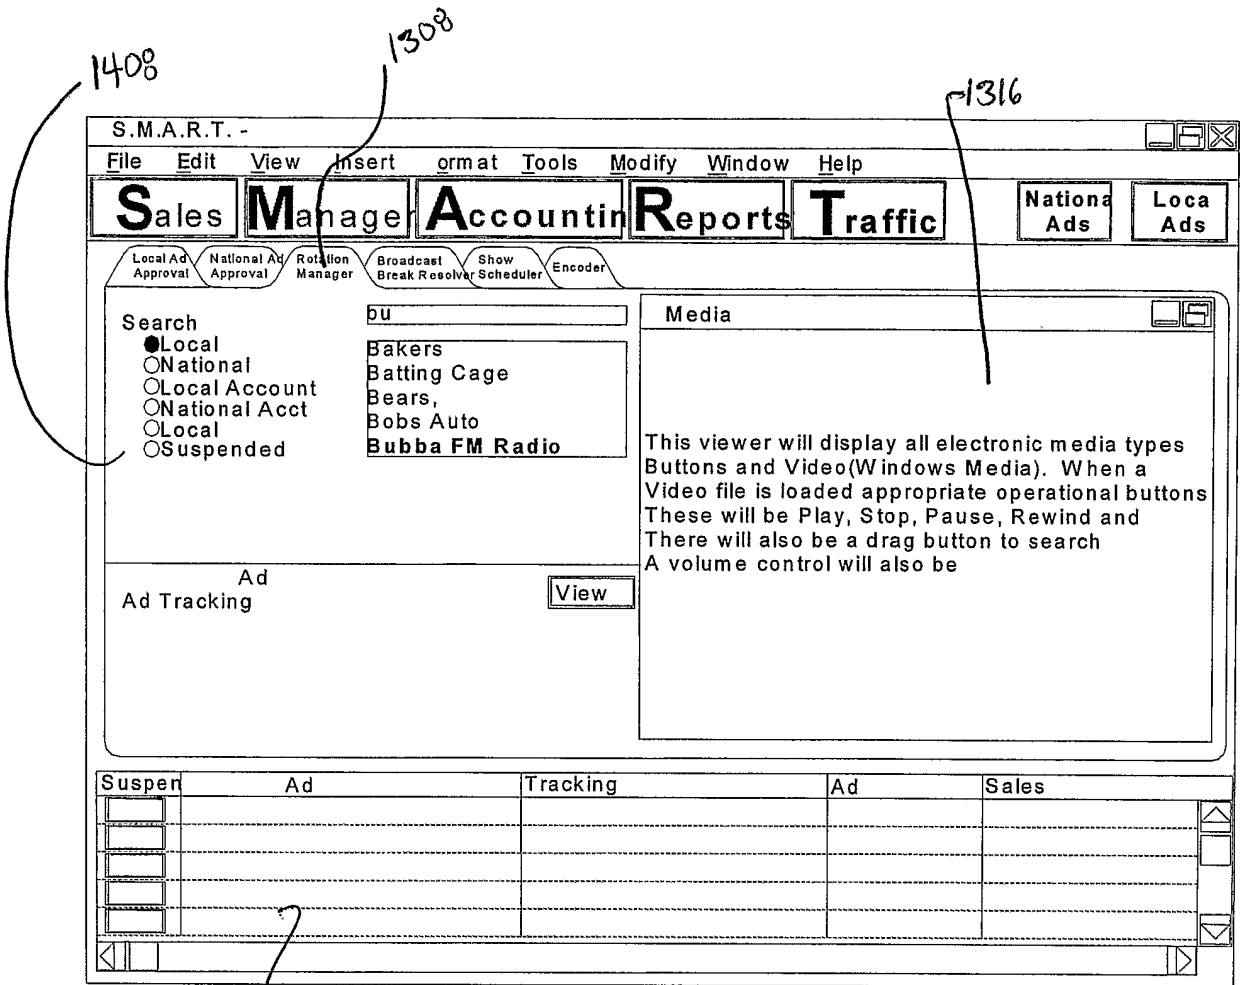 1408
1308
1316
S.M.A.R.T. -
File Edit View Insert ormat Tools Modify Window Help
Sales Manager Accountin Reports Traffic Nationa Ads Loca Ads
Local Ad Approval National Ad Approval Rotation Manager Broadcast Break Resolver Show Scheduler Encoder
Search
Local
National
Local Account
National Acct
Local
Suspended
bu
Bakers
Batting Cage
Bears,
Bobs Auto
Bubba FM Radio
Media
This viewer will display all electronic media types
Buttons and Video(Windows Media). When a
Video file is loaded appropriate operational buttons
These will be Play, Stop, Pause, Rewind and
There will also be a drag button to search
A volume control will also be
Ad
Ad Tracking
View
Suspen Ad Tracking Ad Sales